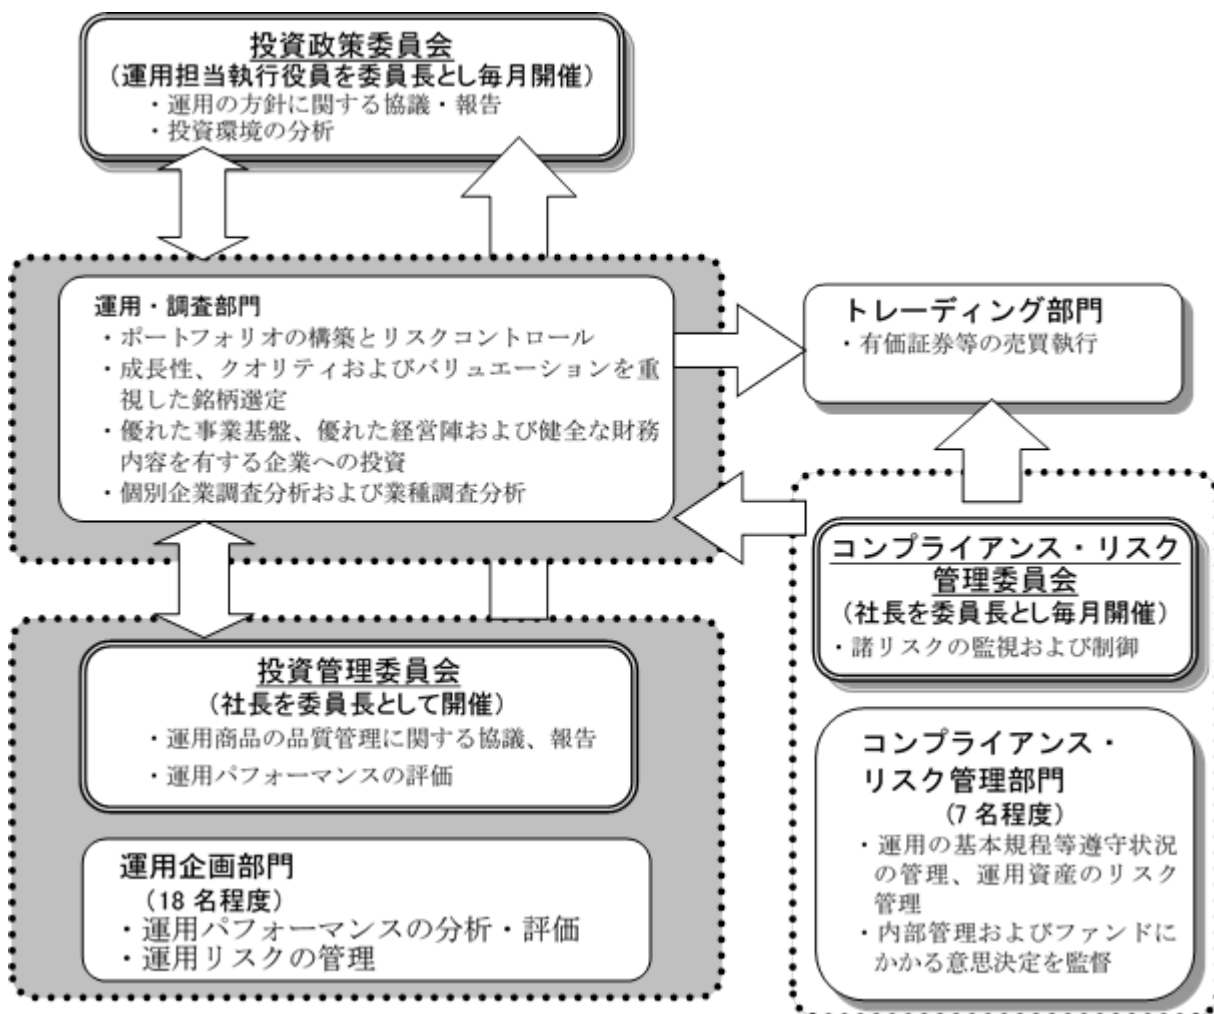 投資政策委員会
(運用担当執行役員を委員長とし毎月開催)
・運用の方針に関する協議・報告
・投資環境の分析
運用・調査部門
・ポートフォリオの構築とリスクコントロール
・成長性、クオリティおよびバリュエーションを重
視した銘柄選定
・優れた事業基盤、優れた経営陣および健全な財務
内容を有する企業への投資
・個別企業調査分析および業種調査分析
トレーディング部門
・有価証券等の売買執行
コンプライアンス・リスク
管理委員会
(社長を委員長とし毎月開催)
・諸リスクの監視および制御
投資管理委員会
(社長を委員長として開催)
・運用商品の品質管理に関する協議、報告
・運用パフォーマンスの評価
運用企画部門
(18 名程度)
・運用パフォーマンスの分析・評価
・運用リスクの管理
コンプライアンス・
リスク管理部門
(7 名程度)
・運用の基本規程等遵守状況
の管理、運用資産のリスク
管理
・内部管理およびファンドに
かかる意思決定を監督